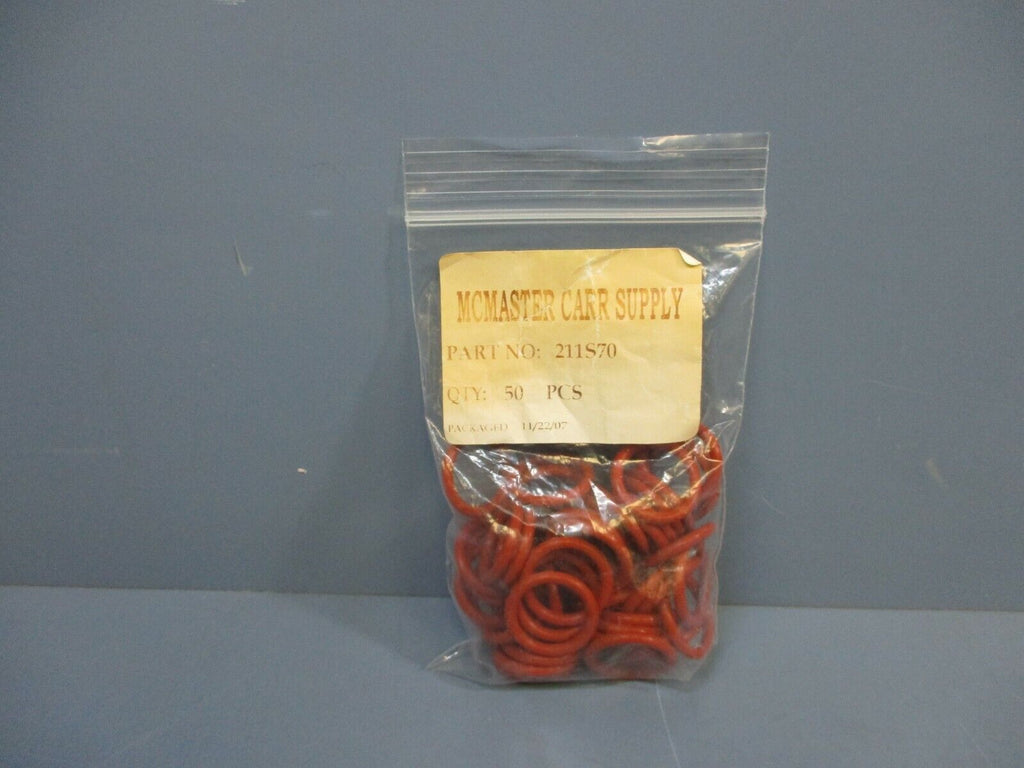 MCMASTER CARR SUPPLY
PART NO: 211S70
QTY: 50 PCS
PACKAGED 11/22/07